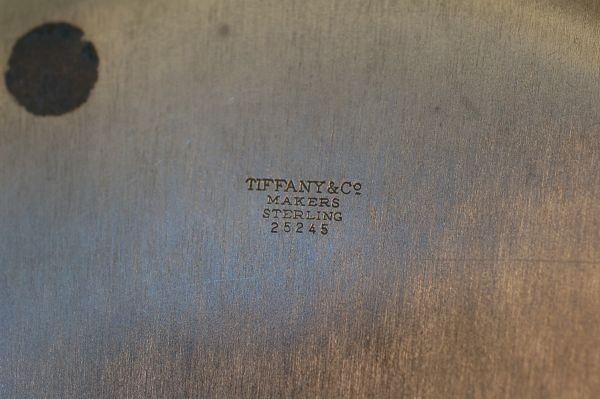 TIFFANY & Cº
MAKERS
STERLING
25245